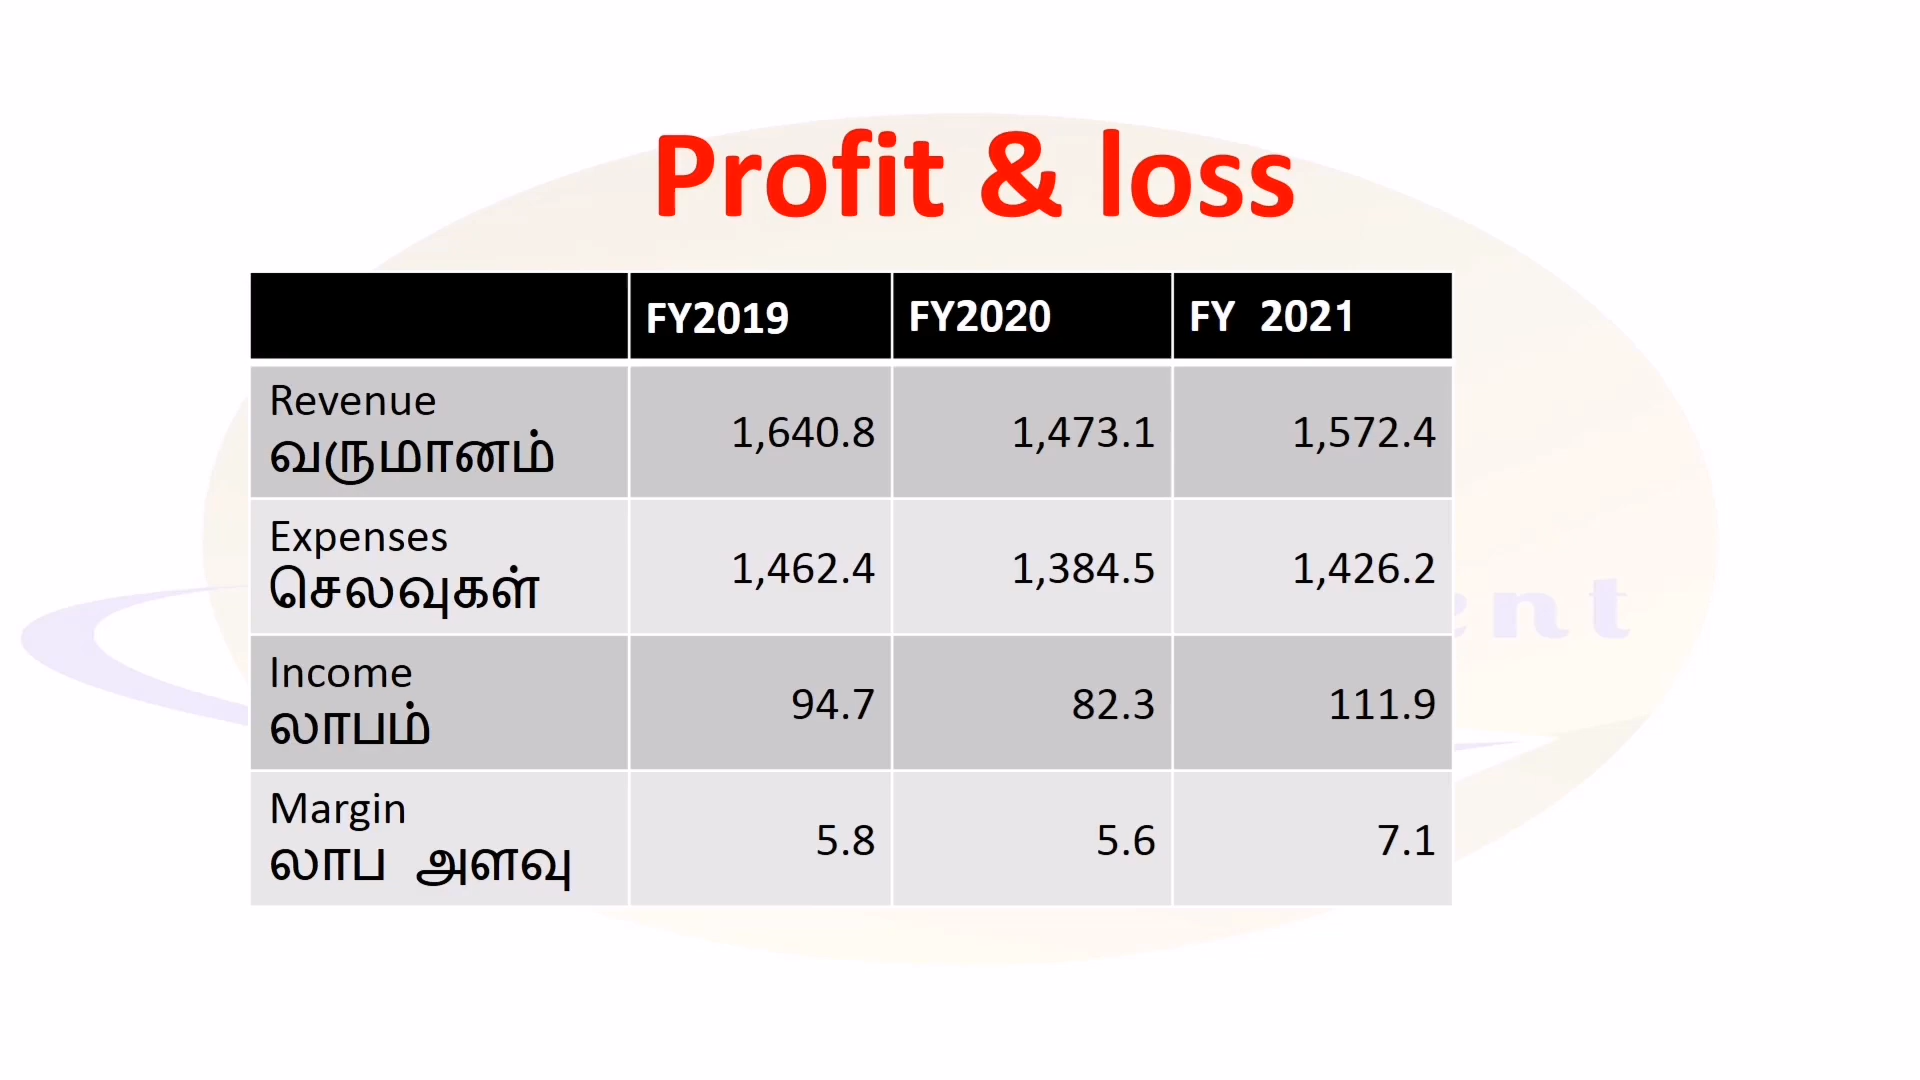 Profit & loss
FY2019 FY2020 FY 2021
Revenue
வருமானம் 1,640.8 1,473.1 1,572.4
Expenses
செலவுகள் 1,462.4 1,384.5 1,426.2
Income
லாபம் 94.7 82.3 111.9
Margin
லாப அளவு 5.8 5.6 7.1